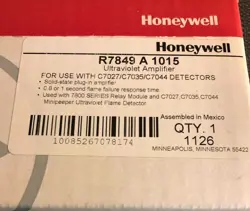 Honeywell
Honeywell
R7849 A 1015
Ultraviolet Amplifier
FOR USE WITH C7027/C7035/C7044 DETECTORS
• Solid-state plug-in amplifier
• 0.8 or 1 second flame failure response time.
• Used with 7800 SERIES Relay Module and C7027,C7035,C7044
Minipeeper Ultraviolet Flame Detector
Assembled in Mexico
QTY. 1
1126
10085267078174
MINNEAPOLIS, MINNESOTA 55422